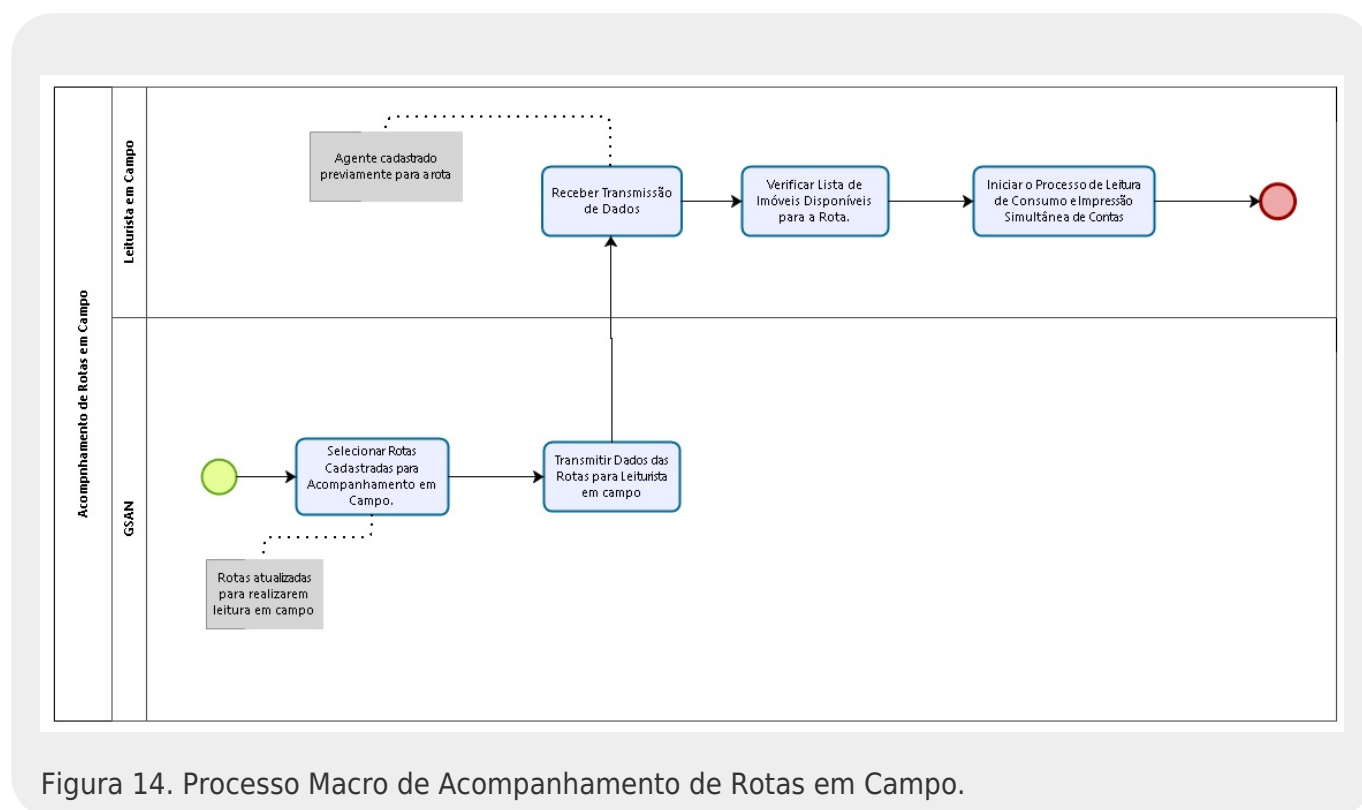 Acompnhamento de Rotas em Campo
Leiturista em Campo
Agente cadastrado
previamente para a rota
Receber Transmissão
de Dados
Verificar Lista de
Imóveis Disponíveis
para a Rota.
Iniciar o Processo de Leitura
de Consumo e Impressão
Simultânea de Contas
GSAN
Selecionar Rotas
Cadastradas para
Acompanhamento em
Campo.
Transmitir Dados das
Rotas para Leiturista
em campo
Rotas atualizadas
para realizarem
leitura em campo
Figura 14. Processo Macro de Acompanhamento de Rotas em Campo.